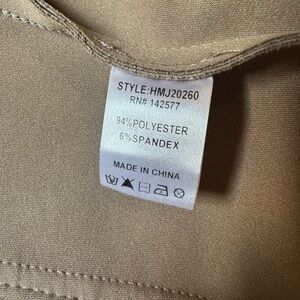 STYLE:HMJ20260
RN# 142577
94%POLYESTER
6%SPANDEX
MADE IN CHINA